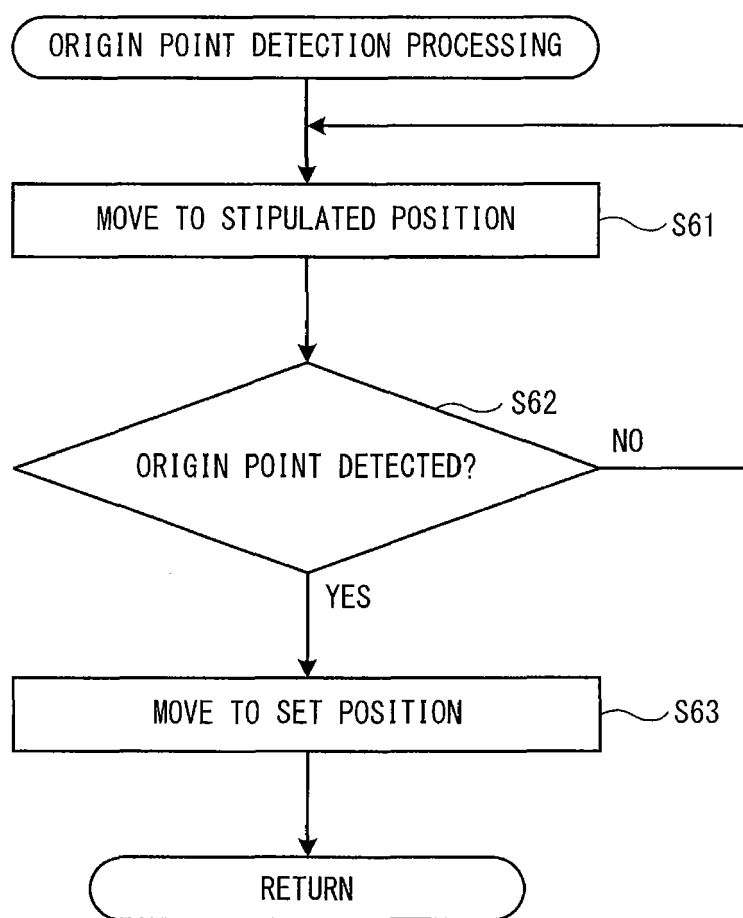 ORIGIN POINT DETECTION PROCESSING
MOVE TO STIPULATED POSITION
S61
S62
ORIGIN POINT DETECTED?
NO
YES
MOVE TO SET POSITION
S63
RETURN